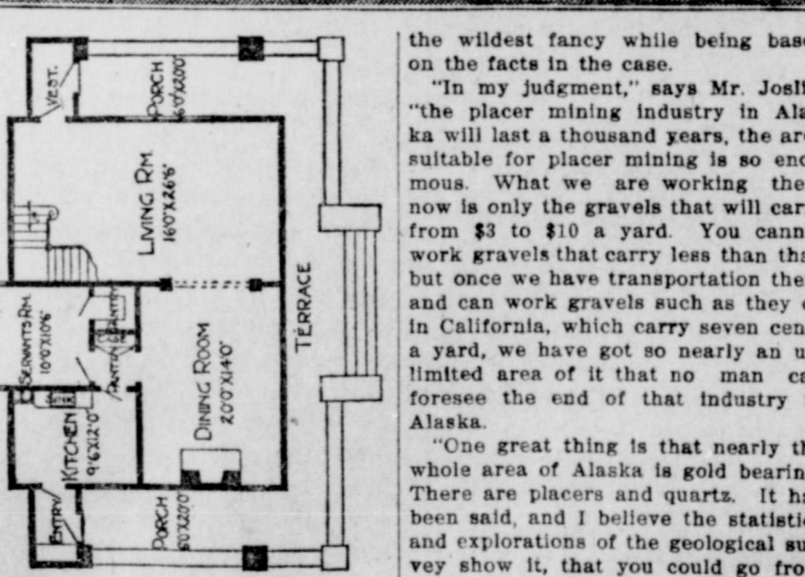 VEST.
PORCH
6'0"X20'0"
LIVING RM.
16'0"X26'6"
TERRACE
SERVANTS RM.
10'0"X10'6"
PANTRY
DINING ROOM
20'0"X14'0"
KITCHEN
9'6"X12'0"
ENTRY
PORCH
6'0"X20'0"
the wildest fancy while being base
on the facts in the case.
"In my judgment," says Mr. Josli
"the placer mining industry in Ala
ka will last a thousand years, the are
suitable for placer mining is so eno
mous. What we are working the
now is only the gravels that will carr
from $3 to $10 a yard. You cann
work gravels that carry less than tha
but once we have transportation the
and can work gravels such as they d
in California, which carry seven cen
a yard, we have got so nearly an u
limited area of it that no man ca
foresee the end of that industry
Alaska.
"One great thing is that nearly th
whole area of Alaska is gold bearin
There are placers and quartz. It ha
been said, and I believe the statistic
and explorations of the geological su
vey show it, that you could go fro